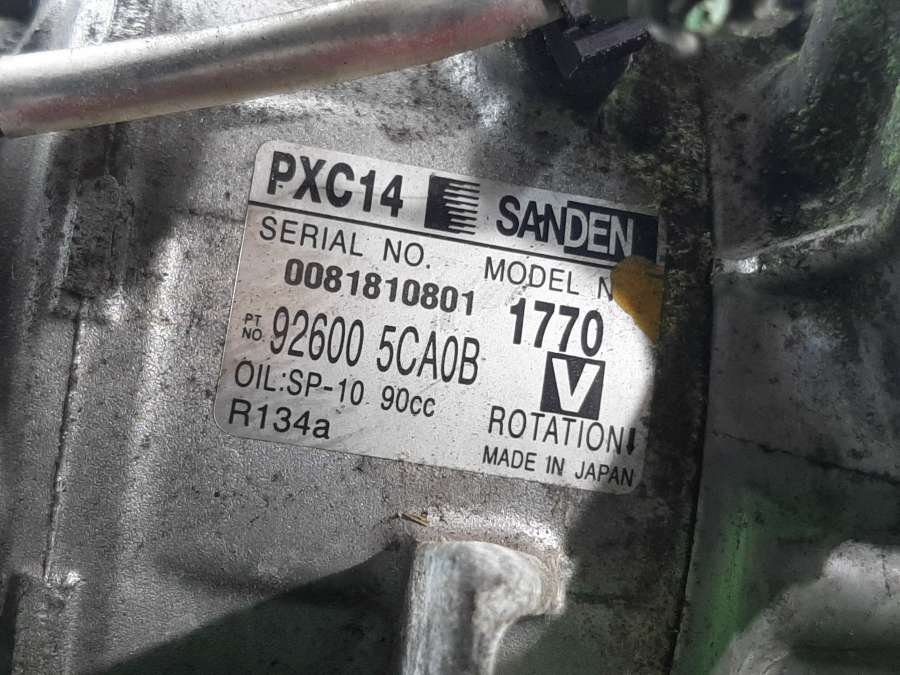 PXC14 SANDEN
SERIAL NO. MODEL N
0081810801 1770
PT NO 92600 5CA0B V
OIL:SP-10 90cc ROTATION↓
R134a MADE IN JAPAN